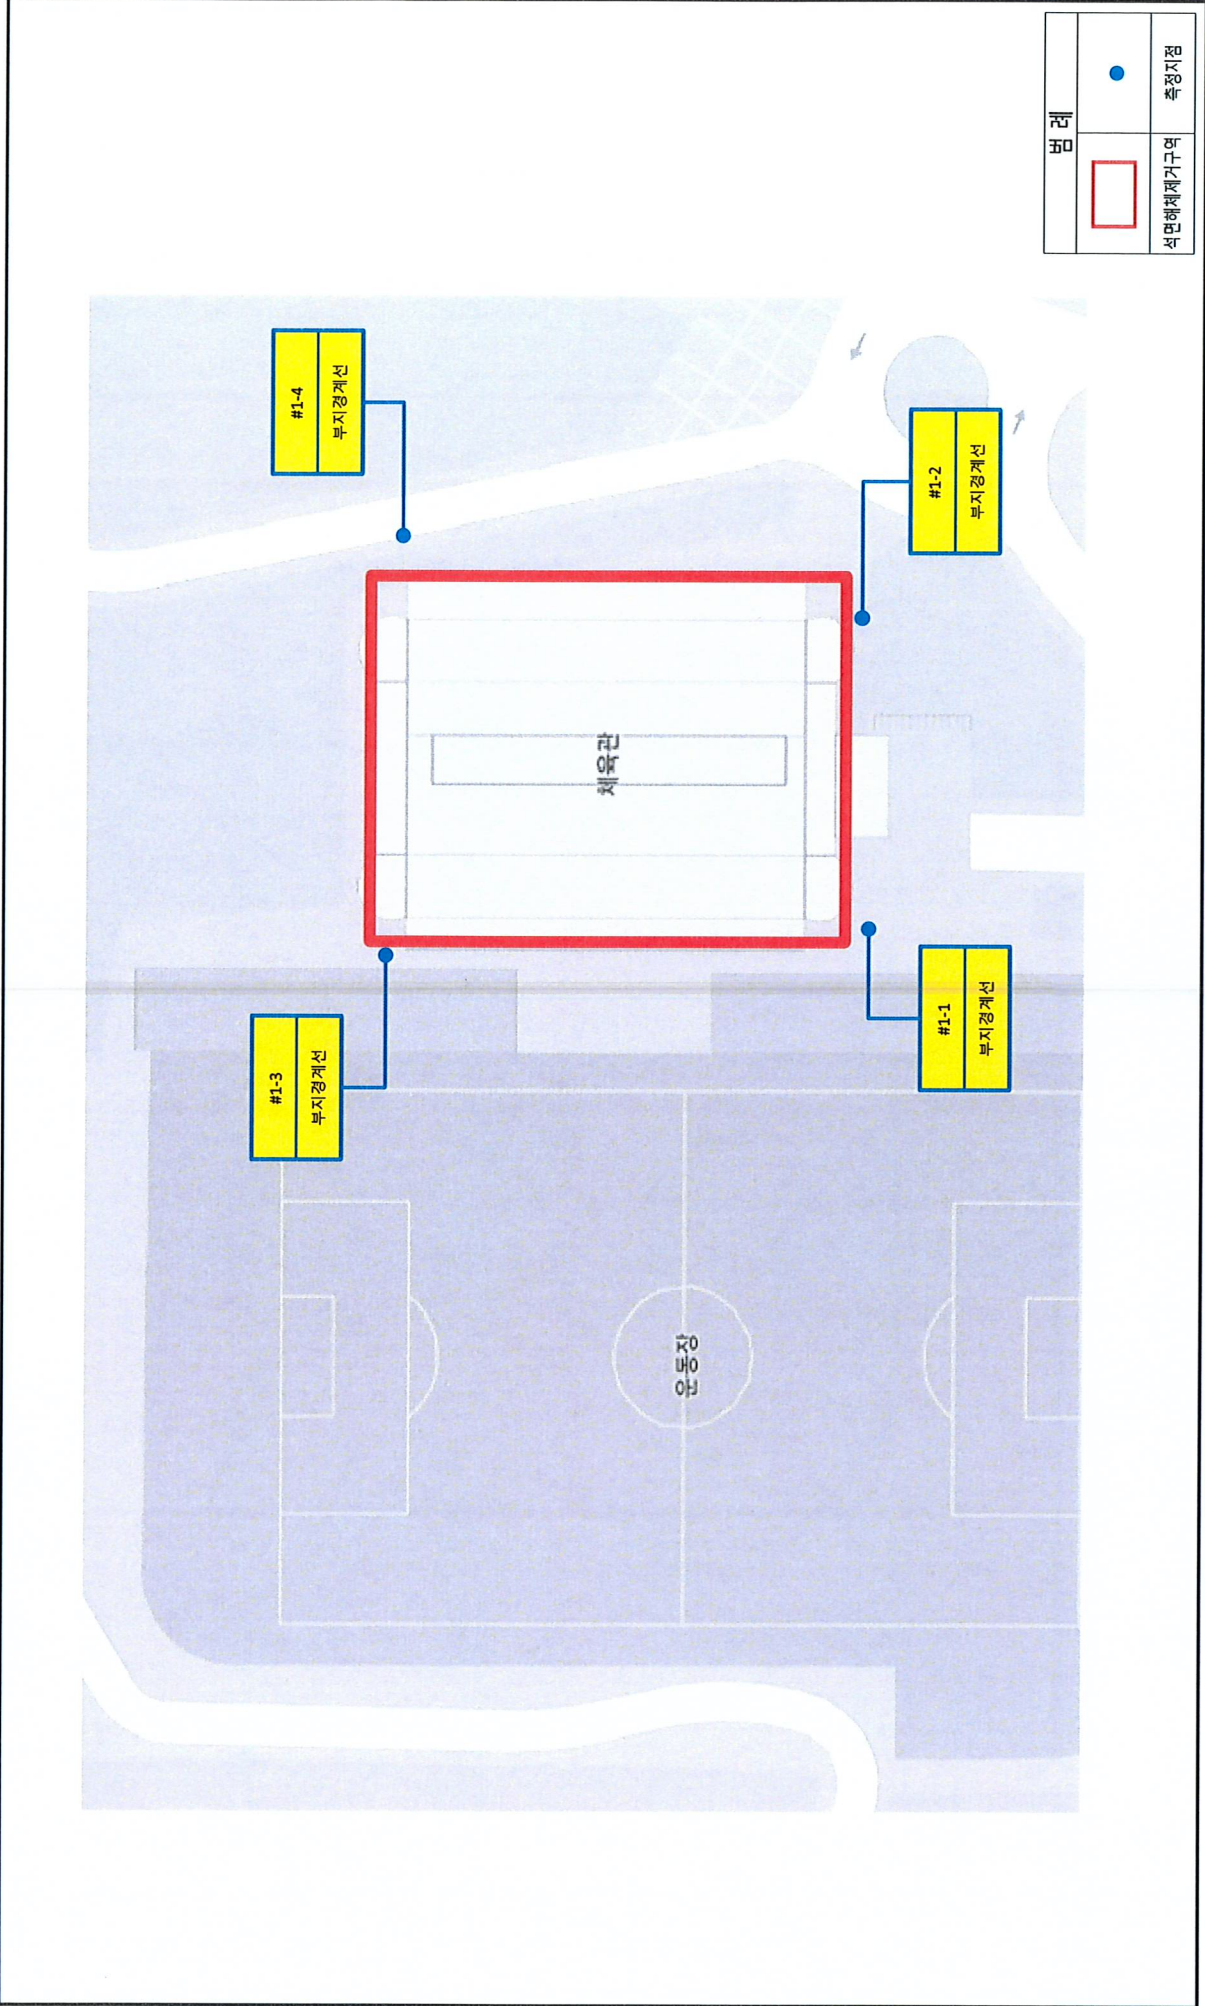 범 례
석면해체제거구역
측정지점
#1-3
부지경계선
#1-4
부지경계선
체육관
운동장
#1-1
부지경계선
#1-2
부지경계선